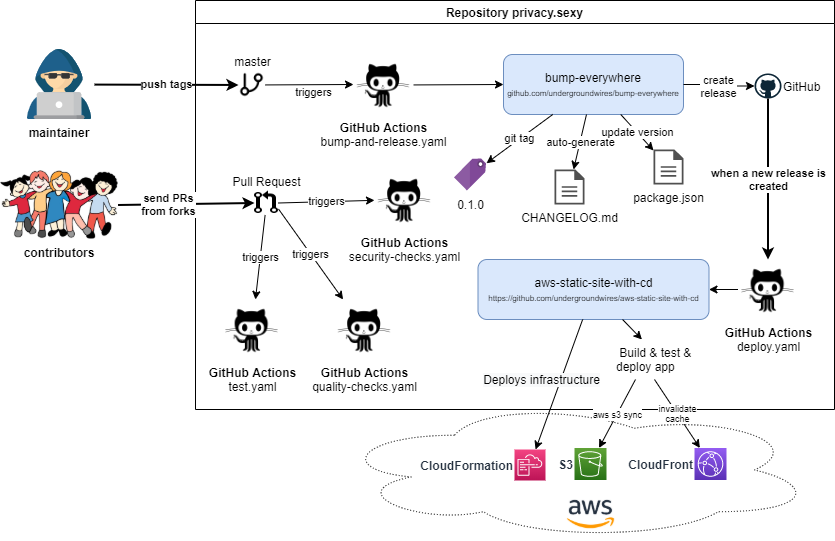 Repository privacy.sexy
master
push tags
triggers
maintainer
GitHub Actions
bump-and-release.yaml
bump-everywhere
github.com/undergroundwires/bump-everywhere
create
release
GitHub
git tag
auto-generate
update version
0.1.0
CHANGELOG.md
package.json
when a new release is
created
send PRs
from forks
contributors
Pull Request
triggers
GitHub Actions
security-checks.yaml
triggers
triggers
GitHub Actions
test.yaml
GitHub Actions
quality-checks.yaml
aws-static-site-with-cd
https://github.com/undergroundwires/aws-static-site-with-cd
GitHub Actions
deploy.yaml
Deploys infrastructure
Build & test &
deploy app
aws s3 sync
invalidate
cache
CloudFormation
S3
CloudFront
aws